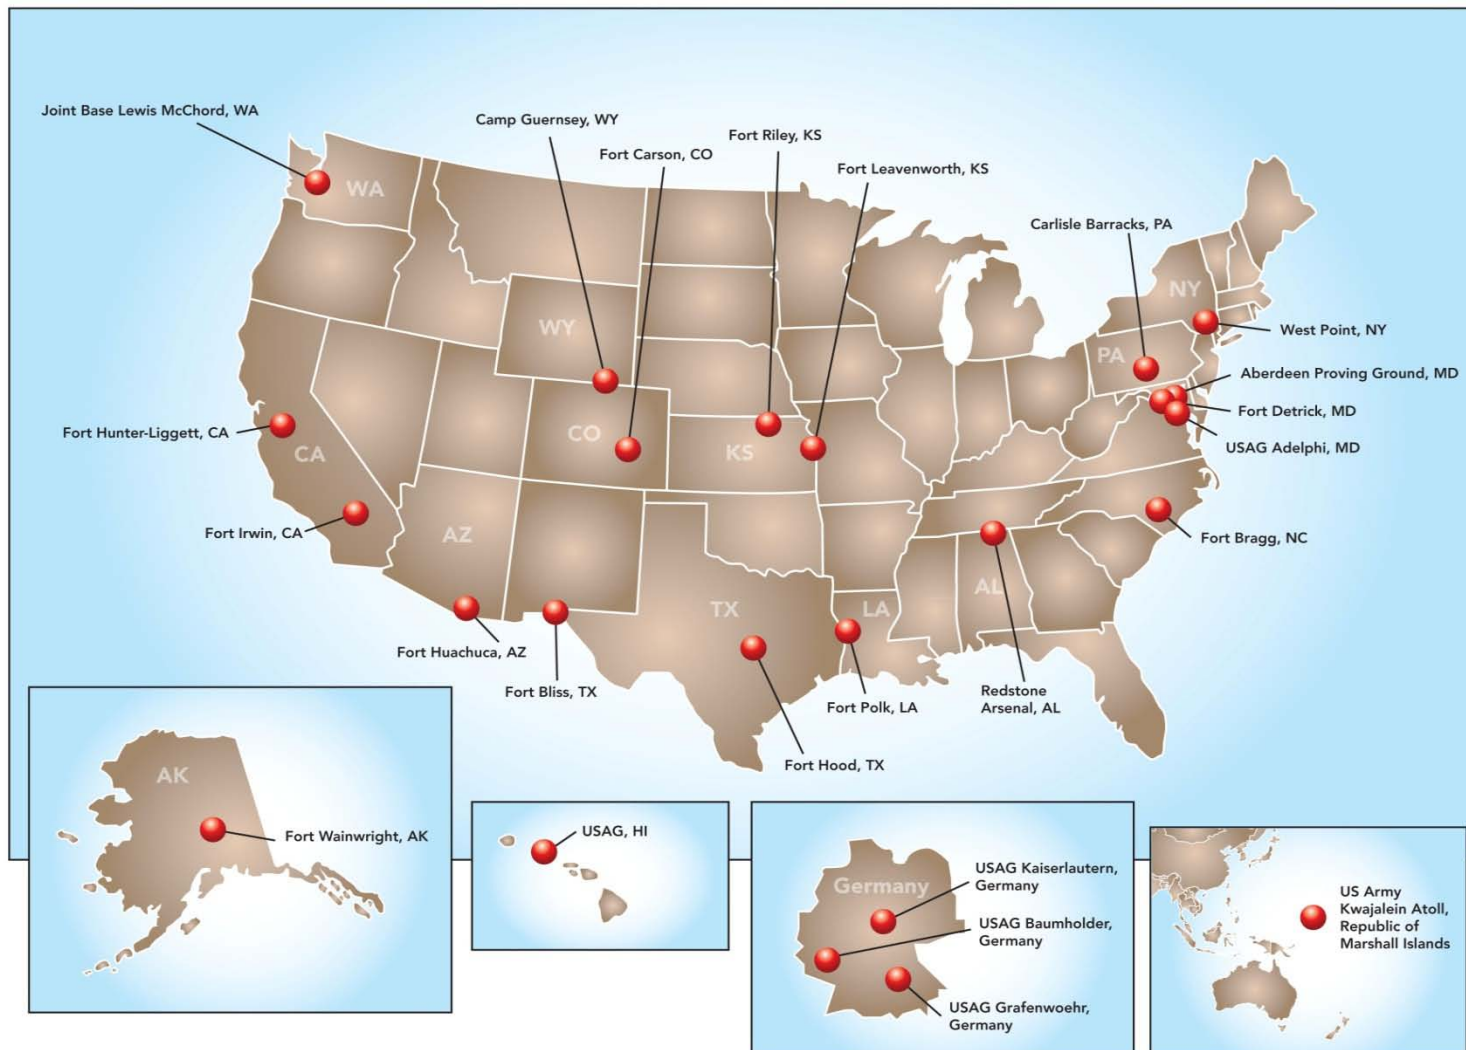 Joint Base Lewis McChord, WA
Camp Guernsey, WY
Fort Carson, CO
Fort Riley, KS
Fort Leavenworth, KS
Carlisle Barracks, PA
WA
NY
WY
West Point, NY
PA
Aberdeen Proving Ground, MD
Fort Detrick, MD
USAG Adelphi, MD
Fort Hunter-Liggett, CA
CA
CO
KS
Fort Irwin, CA
AZ
Fort Bragg, NC
TX
LA
AL
Fort Huachuca, AZ
Fort Bliss, TX
Fort Polk, LA
Redstone
Arsenal, AL
Fort Hood, TX
AK
Fort Wainwright, AK
USAG, HI
Germany
USAG Kaiserlautern,
Germany
USAG Baumholder,
Germany
USAG Grafenwoehr,
Germany
US Army
Kwajalein Atoll,
Republic of
Marshall Islands